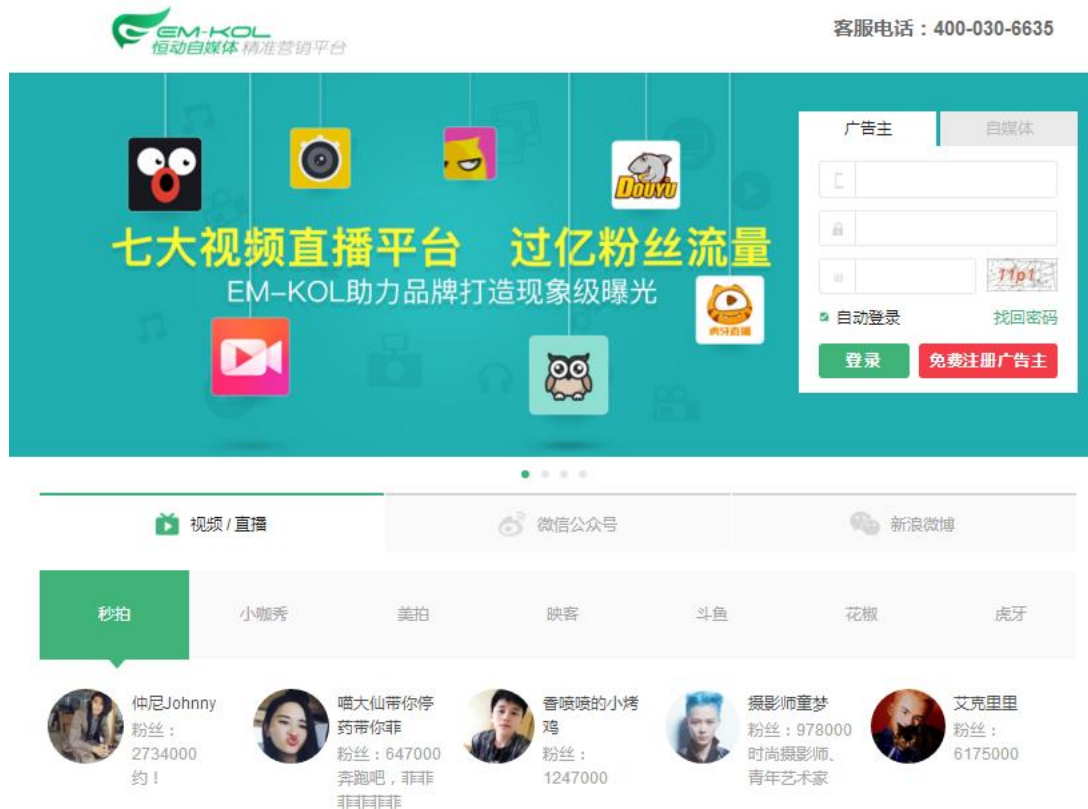 EM-KOL
恒动自媒体 精准营销平台
客服电话：400-030-6635
广告主
自媒体
DOUYU
七大视频直播平台 过亿粉丝流量
EM-KOL助力品牌打造现象级曝光
虎牙直播
11p1
自动登录
找回密码
登录
免费注册广告主
视频 / 直播
微信公众号
新浪微博
秒拍
小咖秀
美拍
映客
斗鱼
花椒
虎牙
仲尼Johnny
粉丝：
2734000
约！
喵大仙带你停
药带你菲
粉丝：647000
奔跑吧，菲菲
菲菲菲菲
香喷喷的小烤
鸡
粉丝：
1247000
摄影师童梦
粉丝：978000
时尚摄影师、
青年艺术家
艾克里里
粉丝：
6175000